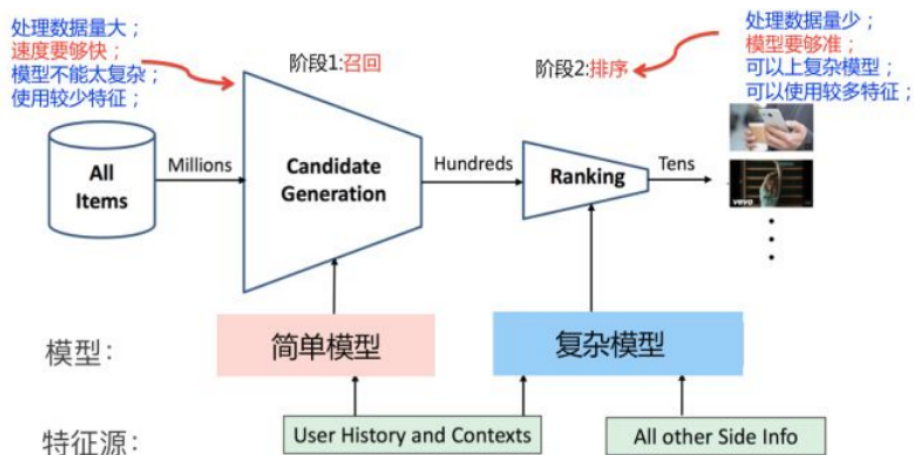 处理数据量大；
速度要够快；
模型不能太复杂；
使用较少特征；
阶段1:召回
阶段2:排序
处理数据量少；
模型要够准；
可以上复杂模型；
可以使用较多特征；
All
Items
Millions
Candidate
Generation
Hundreds
Ranking
Tens
vevo
模型：
简单模型
复杂模型
特征源：
User History and Contexts
All other Side Info